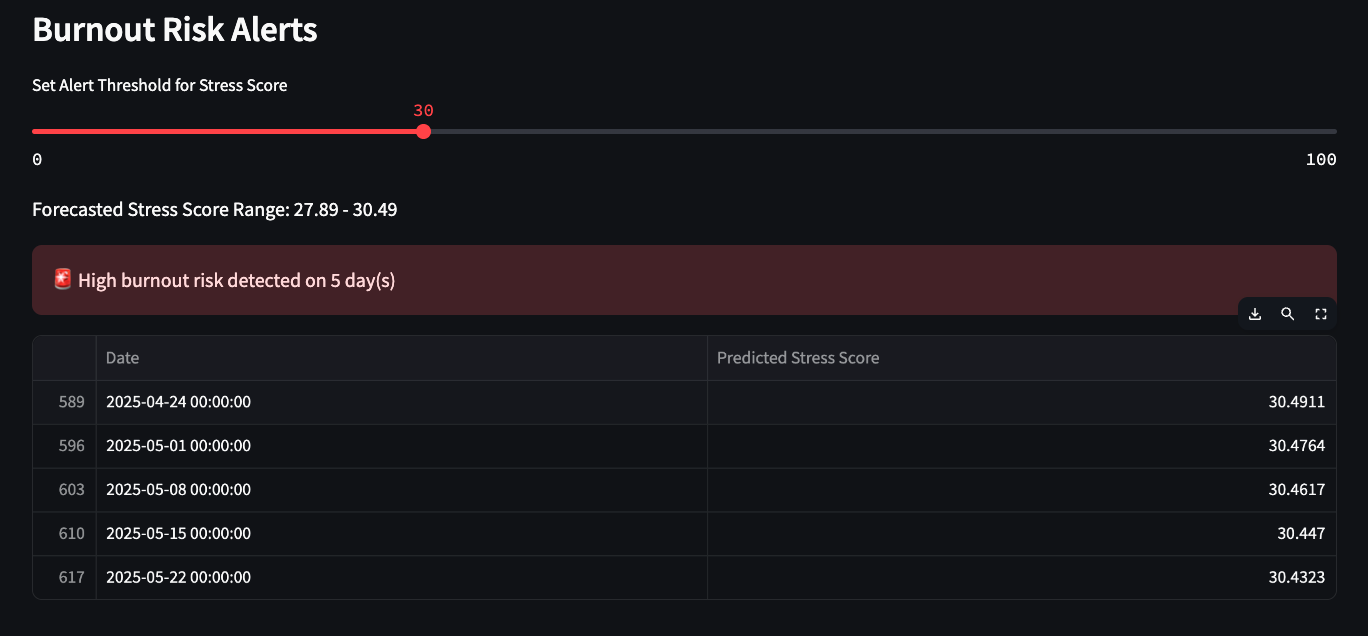 Burnout Risk Alerts
Set Alert Threshold for Stress Score
30
0 100
Forecasted Stress Score Range: 27.89 - 30.49
🚨 High burnout risk detected on 5 day(s)
Date Predicted Stress Score
589 2025-04-24 00:00:00 30.4911
596 2025-05-01 00:00:00 30.4764
603 2025-05-08 00:00:00 30.4617
610 2025-05-15 00:00:00 30.447
617 2025-05-22 00:00:00 30.4323